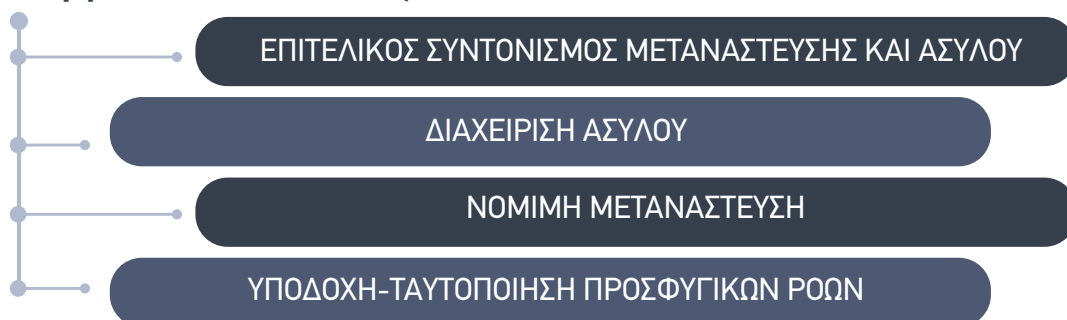 ΕΠΙΤΕΛΙΚΟΣ ΣΥΝΤΟΝΙΣΜΟΣ ΜΕΤΑΝΑΣΤΕΥΣΗΣ ΚΑΙ ΑΣΥΛΟΥ
ΔΙΑΧΕΙΡΙΣΗ ΑΣΥΛΟΥ
ΝΟΜΙΜΗ ΜΕΤΑΝΑΣΤΕΥΣΗ
ΥΠΟΔΟΧΗ-ΤΑΥΤΟΠΟΙΗΣΗ ΠΡΟΣΦΥΓΙΚΩΝ ΡΟΩΝ